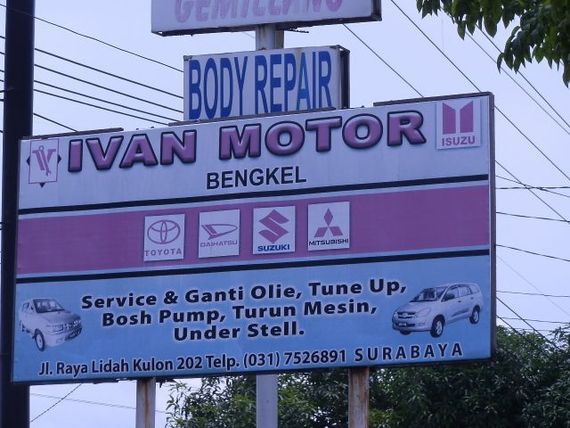 GEMILLANG
BODY REPAIR
IVAN MOTOR
ISUZU
BENGKEL
TOYOTA
DAIHATSU
SUZUKI
MITSUBISHI
Service & Ganti Olie, Tune Up,
Bosh Pump, Turun Mesin,
Under Stell.
Jl. Raya Lidah Kulon 202 Telp. (031) 7526891 SURABAYA